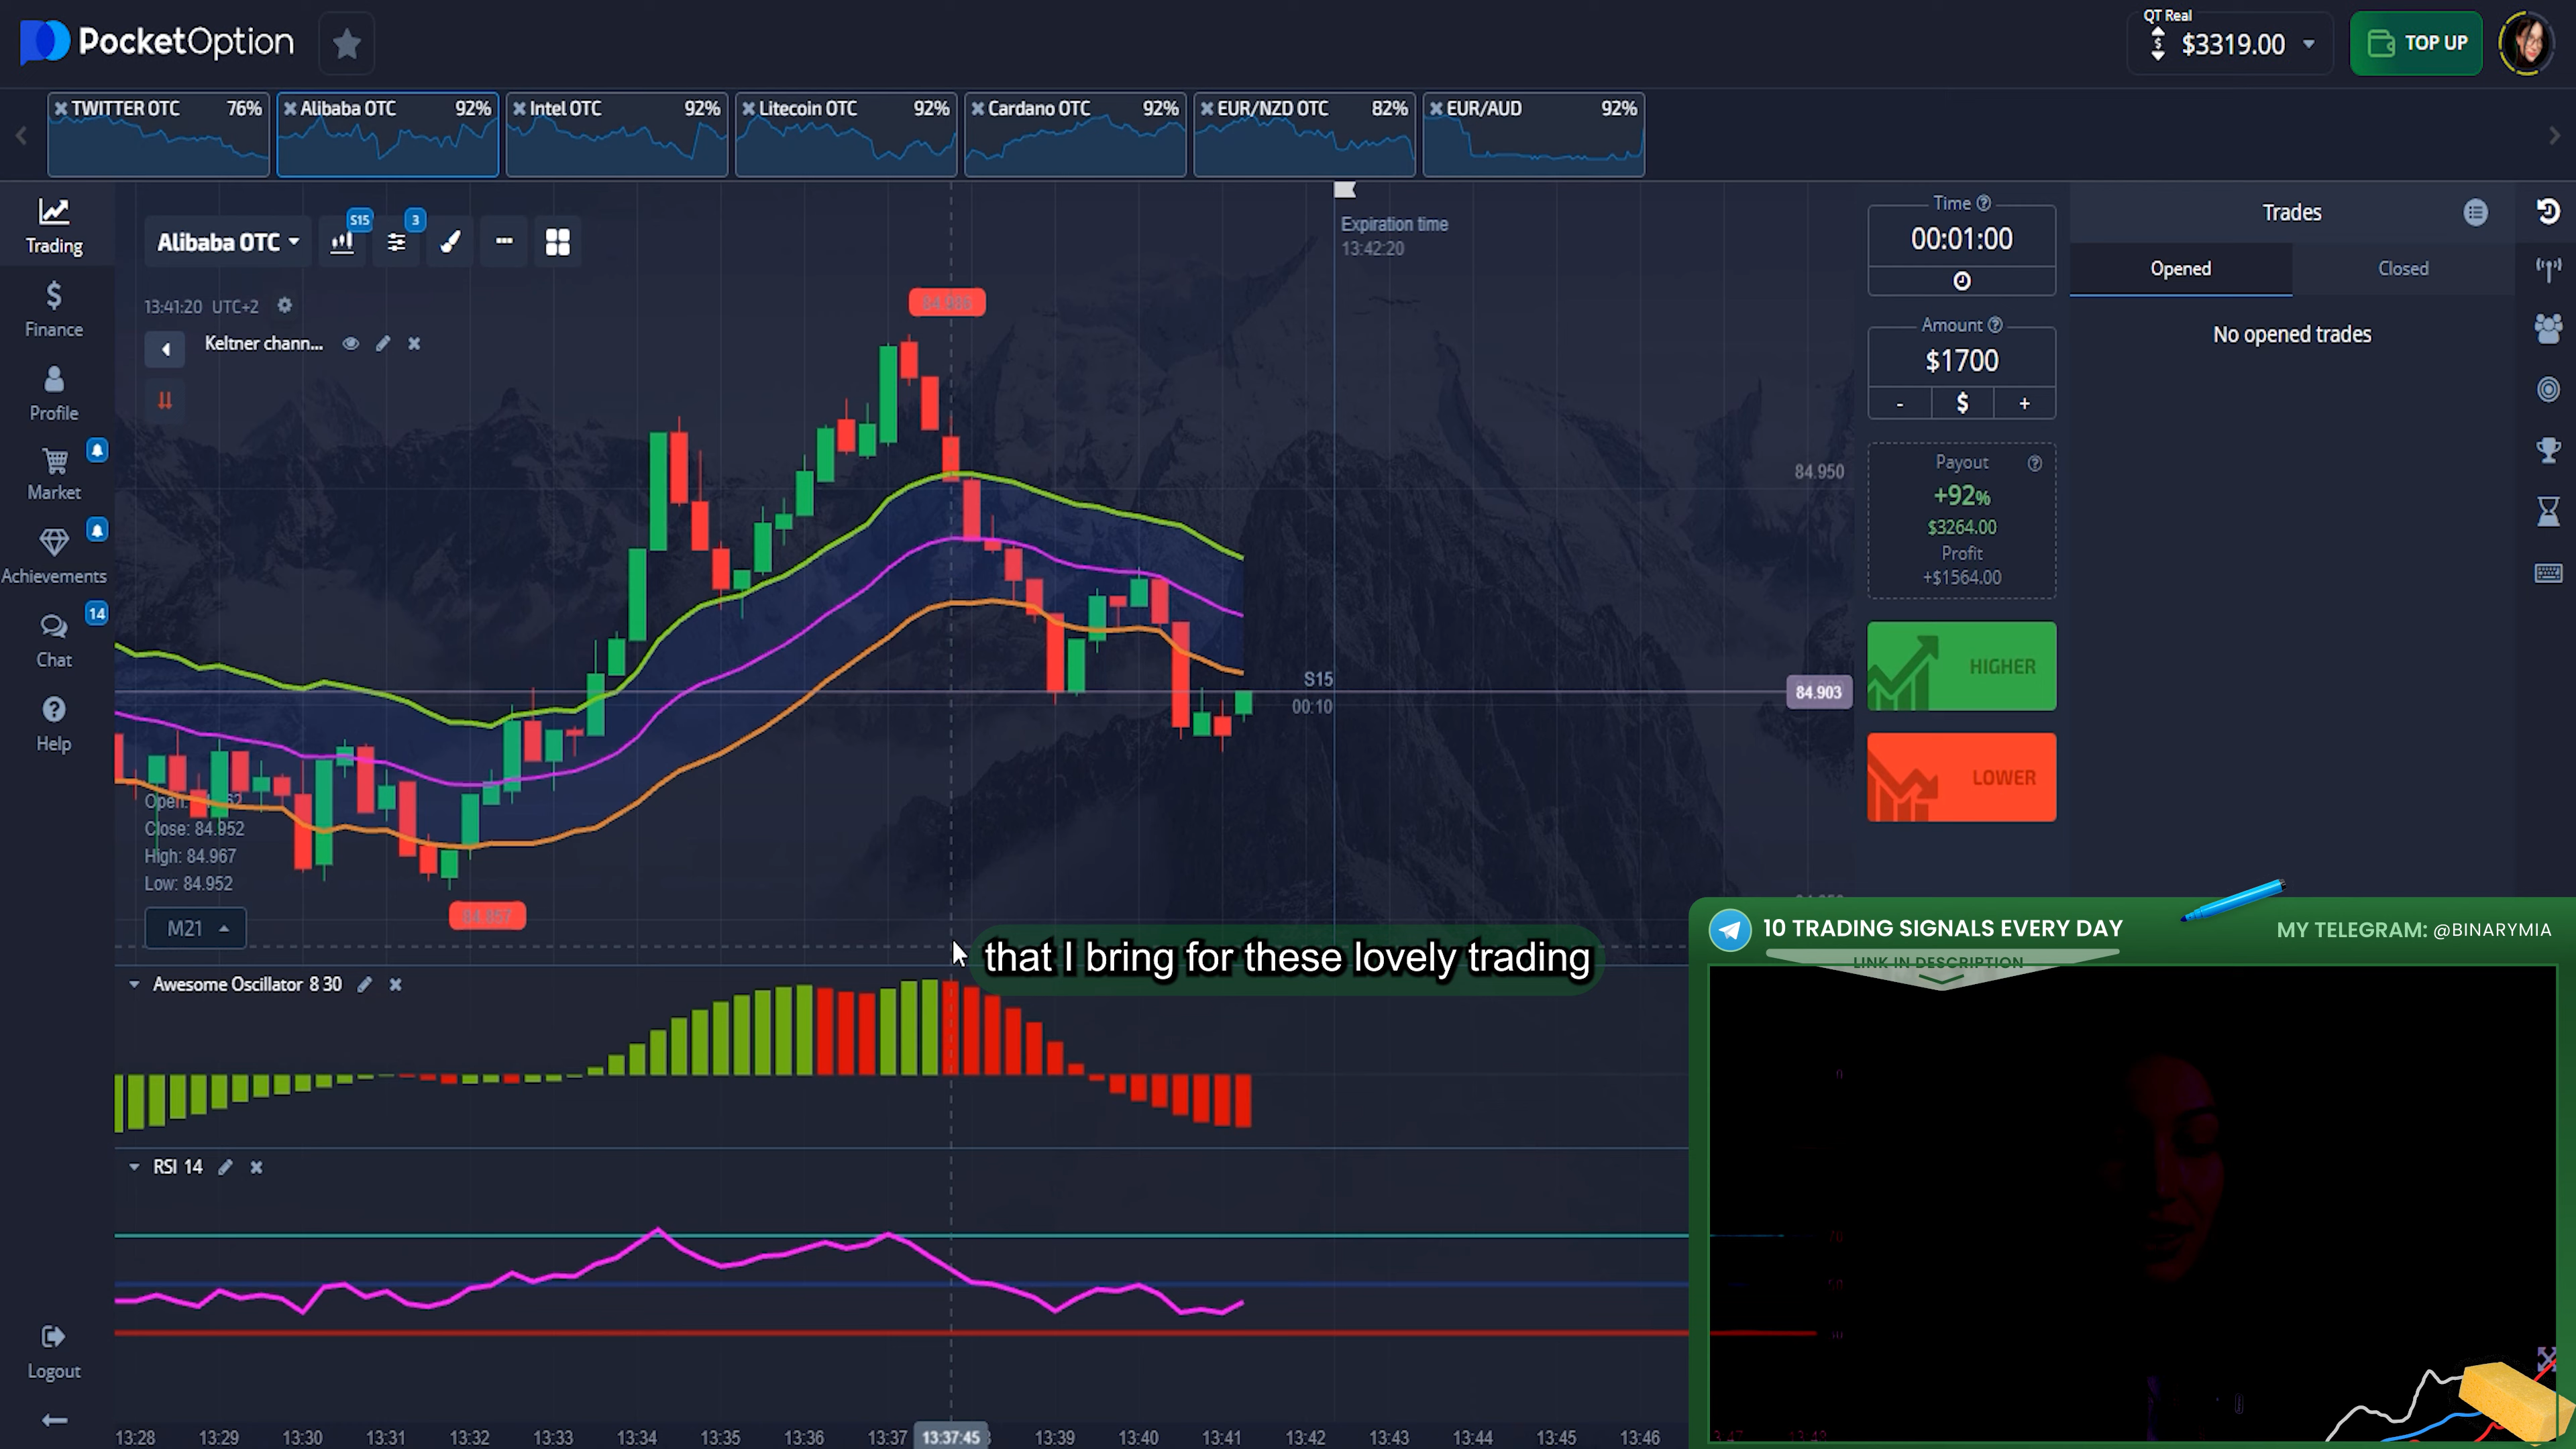 PocketOption
QT Real
$3319.00
TOP UP
TWITTER OTC 76%
Alibaba OTC 92%
Intel OTC 92%
Litecoin OTC 92%
Cardano OTC 92%
EUR/NZD OTC 82%
EUR/AUD 92%
Trading
Finance
Profile
Market
Achievements
14
Chat
Help
Logout
Alibaba OTC
S15
3
13:41:20 UTC+2
Keltner chann...
Expiration time
13:42:20
84.986
84.950
S15
00:10
84.903
Close: 84.952
High: 84.967
Low: 84.952
84.857
M21
that I bring for these lovely trading
Awesome Oscillator 8 30
0
RSI 14
13:28 13:29 13:30 13:31 13:32 13:33 13:34 13:35 13:36 13:37 13:37:45 13:39 13:40 13:41 13:42 13:43 13:44 13:45 13:46
Time
00:01:00
Amount
$1700
- $ +
Payout
+92%
$3264.00
Profit
+$1564.00
HIGHER
LOWER
Trades
Opened
Closed
No opened trades
10 TRADING SIGNALS EVERY DAY
LINK IN DESCRIPTION
MY TELEGRAM: @BINARYMIA